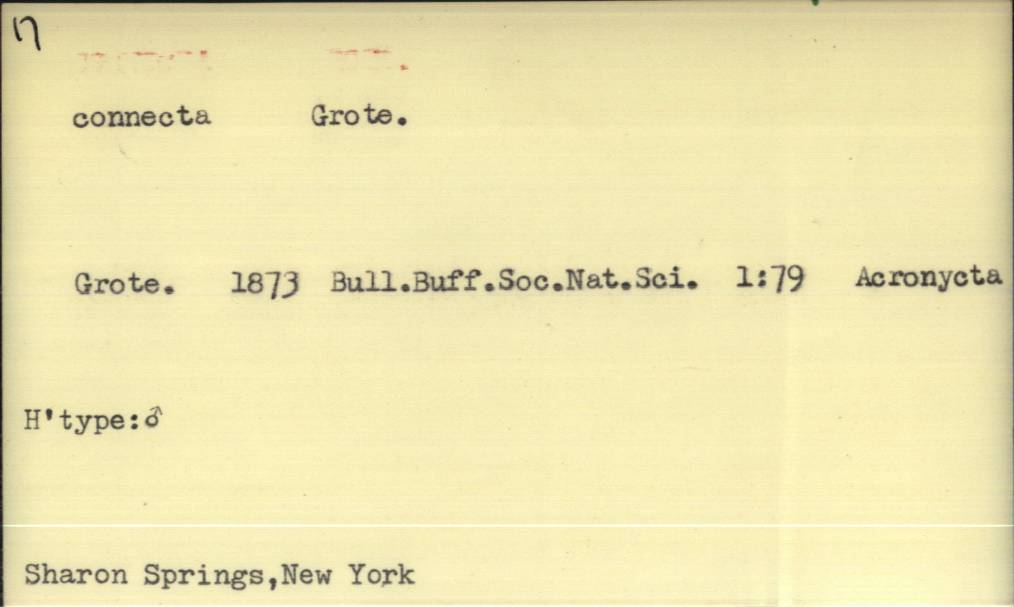 17
connecta Grote.
Grote. 1873 Bull.Buff.Soc.Nat.Sci. 1:79 Acronycta
H'type:♂
Sharon Springs,New York